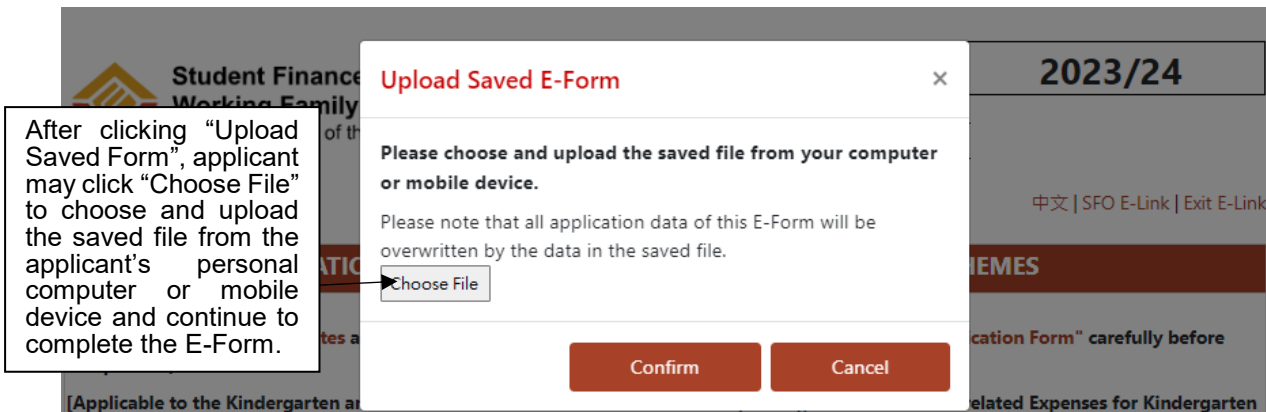 Student Finance
Working Family
of th
2023/24
中文 | SFO E-Link | Exit E-Link
After clicking “Upload
Saved Form”, applicant
may click “Choose File”
to choose and upload
the saved file from the
applicant’s personal
computer or mobile
device and continue to
complete the E-Form.
Upload Saved E-Form
×
Please choose and upload the saved file from your computer
or mobile device.
Please note that all application data of this E-Form will be
overwritten by the data in the saved file.
Choose File
Confirm
Cancel
ATIC
EMES
tes a
cation Form" carefully before
[Applicable to the Kindergarten an
elated Expenses for Kindergarten